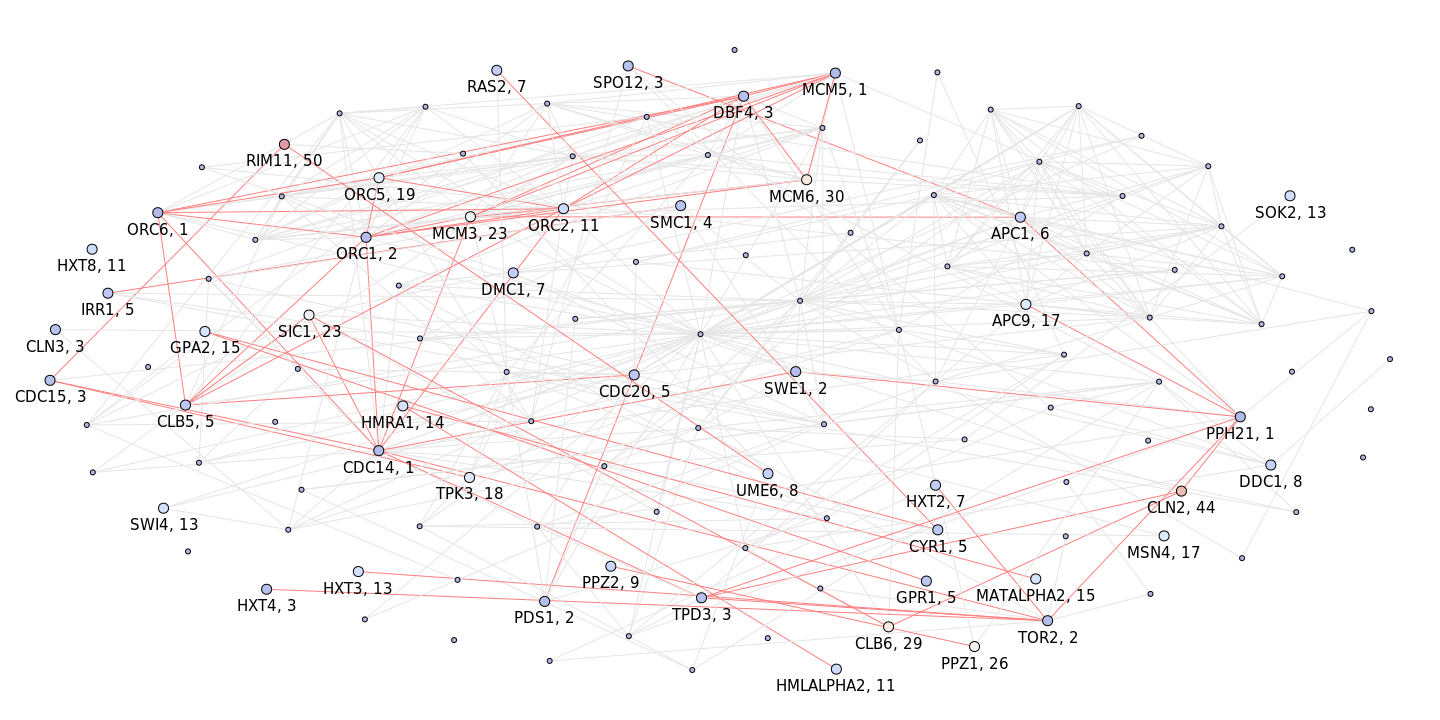 RAS2, 7
SPO12, 3
MCM5, 1
DBF4, 3
RIM11, 50
ORC5, 19
MCM6, 30
SOK2, 13
ORC6, 1
MCM3, 23
ORC2, 11
SMC1, 4
APC1, 6
ORC1, 2
HXT8, 11
DMC1, 7
IRR1, 5
APC9, 17
SIC1, 23
CLN3, 3
GPA2, 15
CDC15, 3
CDC20, 5
SWE1, 2
CLB5, 5
HMRA1, 14
PPH21, 1
CDC14, 1
DDC1, 8
TPK3, 18
UME6, 8
HXT2, 7
CLN2, 44
SWI4, 13
CYR1, 5
MSN4, 17
HXT3, 13
PPZ2, 9
GPR1, 5
MATALPHA2, 15
HXT4, 3
PDS1, 2
TPD3, 3
TOR2, 2
CLB6, 29
PPZ1, 26
HMLALPHA2, 11